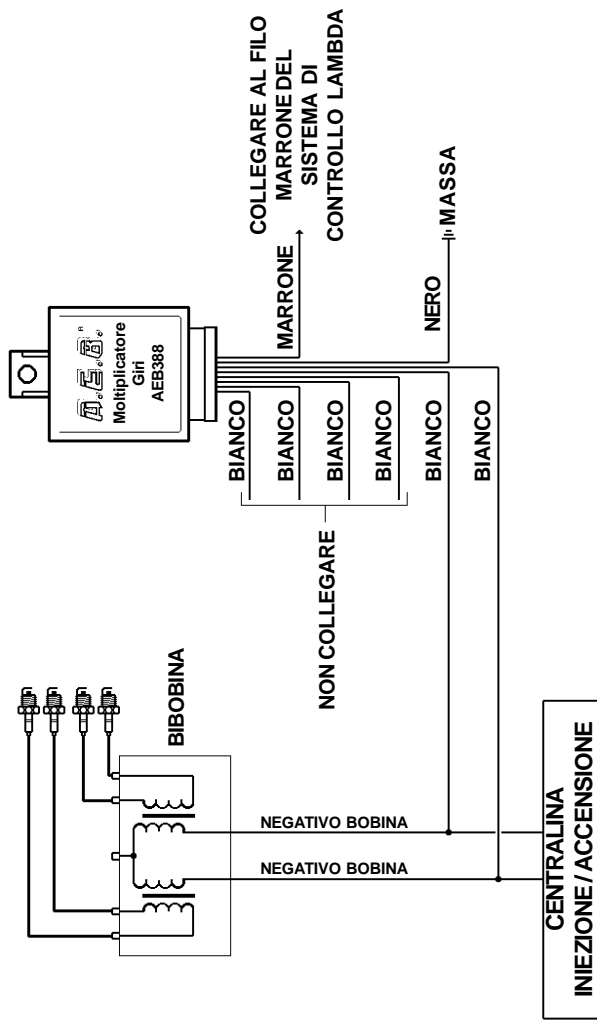 A.E.B.®
Moltiplicatore
Giri
AEB388
COLLEGARE AL FILO
MARRONE DEL
SISTEMA DI
CONTROLLO LAMBDA
MARRONE
NERO
MASSA
BIANCO
BIANCO
BIANCO
BIANCO
BIANCO
BIANCO
NON COLLEGARE
BIBOBINA
NEGATIVO BOBINA
NEGATIVO BOBINA
CENTRALINA
INIEZIONE / ACCENSIONE